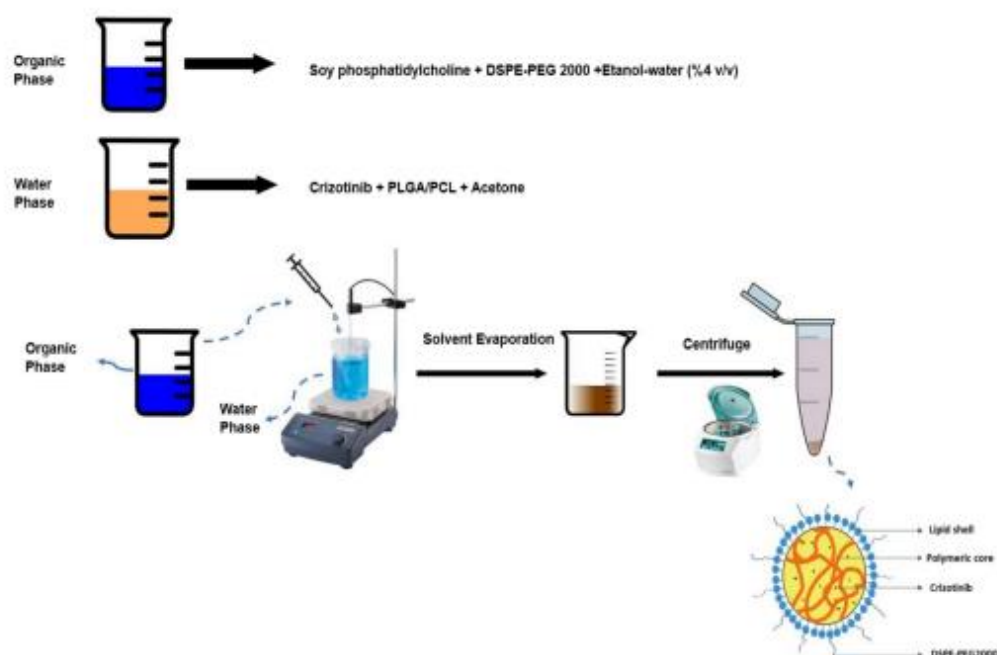 Organic
Phase
Soy phosphatidylcholine + DSPE-PEG 2000 +Etanol-water (%4 v/v)
Water
Phase
Crizotinib + PLGA/PCL + Acetone
Organic
Phase
Water
Phase
Solvent Evaporation
Centrifuge
Lipid shell
Polymeric core
Crizotinib
DSPE-PEG2000